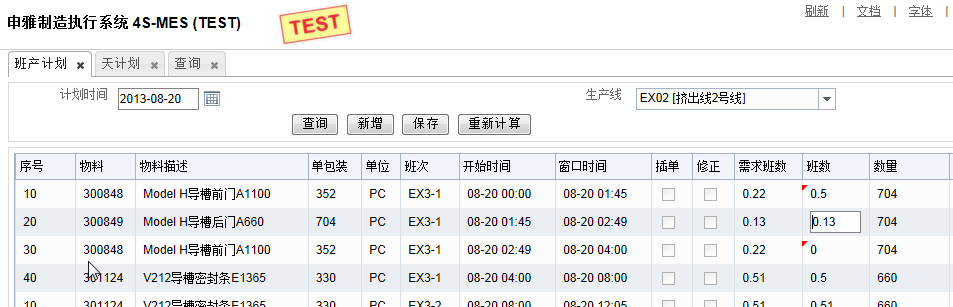 申雅制造执行系统 4S-MES (TEST)
TEST
刷新 | 文档 | 字体 |
班产计划 天计划 查询
计划时间 2013-08-20 生产线 EX02 [挤出线2号线]
查询 新增 保存 重新计算
序号 物料 物料描述 单包装 单位 班次 开始时间 窗口时间 插单 修正 需求班数 班数 数量
10 300848 Model H导槽前门A1100 352 PC EX3-1 08-20 00:00 08-20 01:45 0.22 0.5 704
20 300849 Model H导槽后门A660 704 PC EX3-1 08-20 01:45 08-20 02:49 0.13 0.13 704
30 300848 Model H导槽前门A1100 352 PC EX3-1 08-20 02:49 08-20 04:00 0.22 0 704
40 301124 V212导槽密封条E1365 330 PC EX3-1 08-20 04:00 08-20 08:00 0.51 0.5 660
10 301124 V212导槽密封条E1365 330 PC EX3-2 08-20 08:00 08-20 12:05 0.51 0.51 660